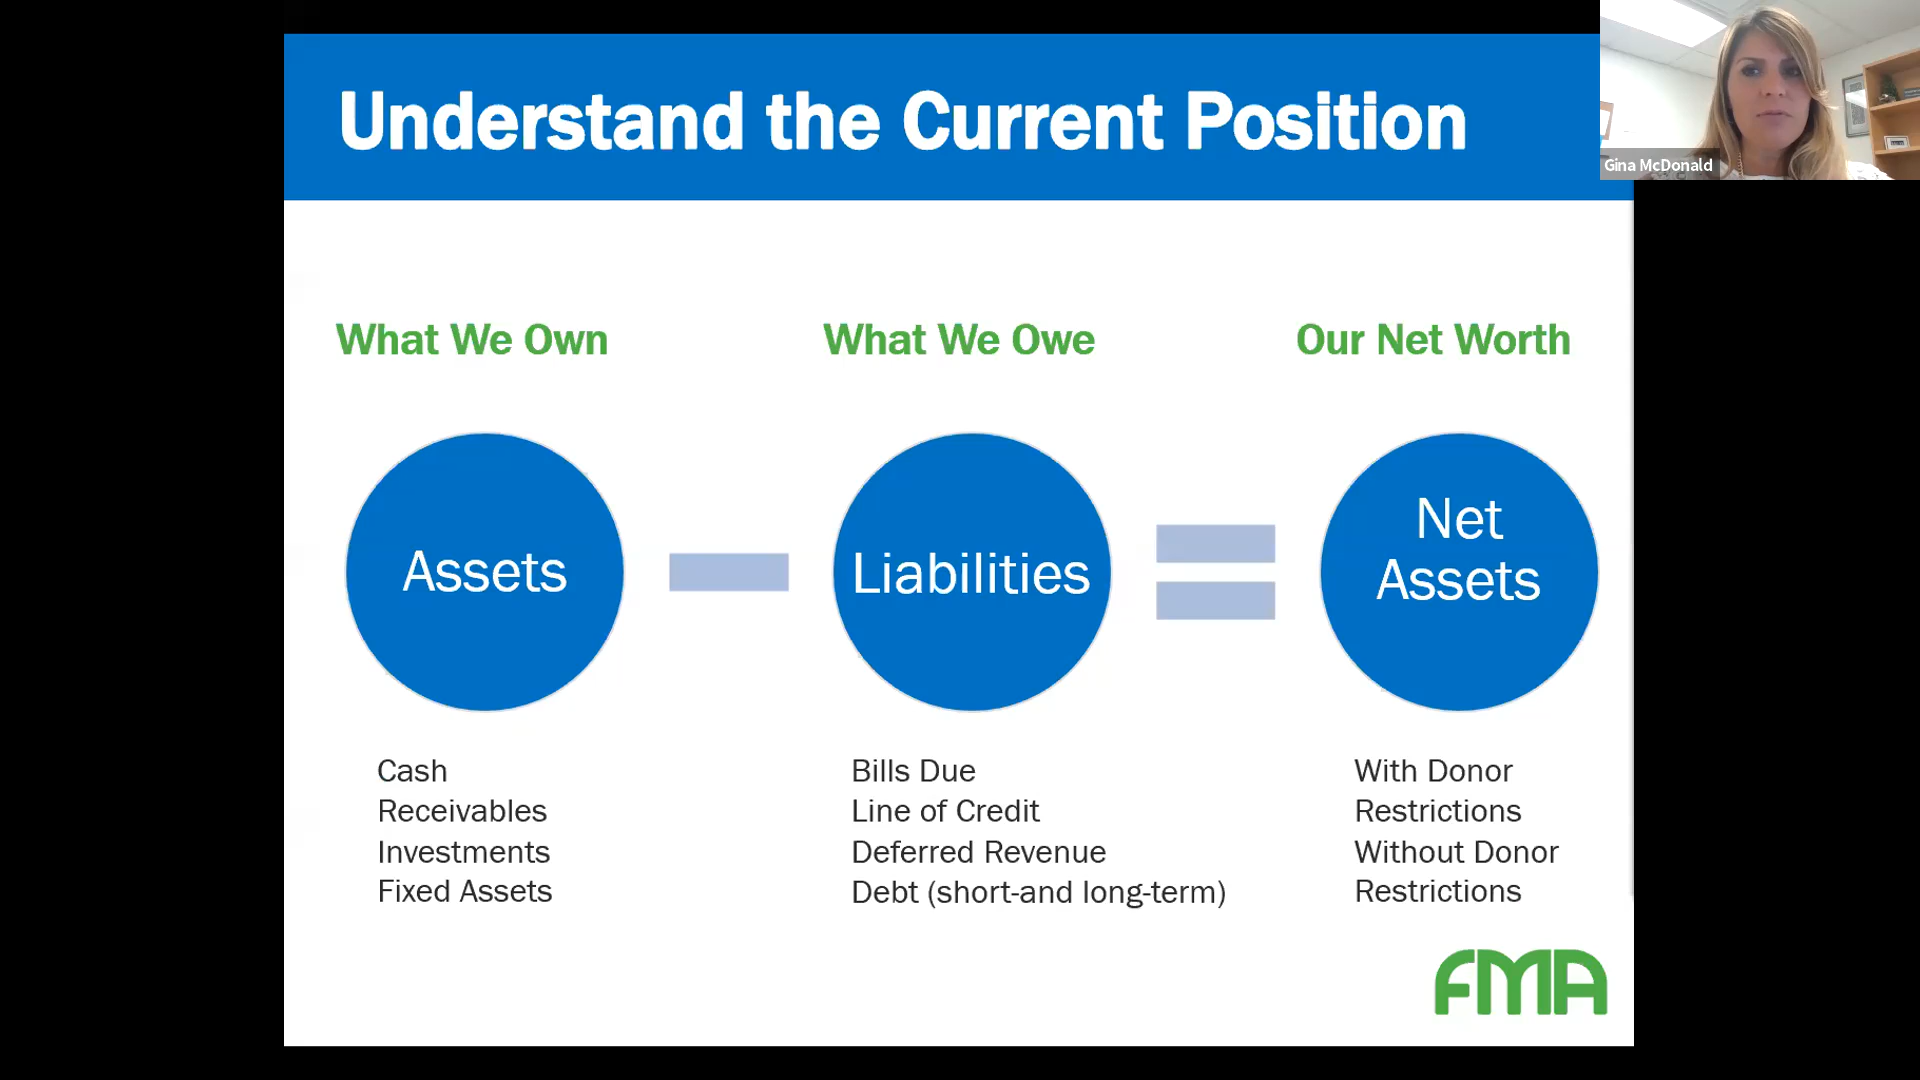 Understand the Current Position
Gina McDonald
What We Own
What We Owe
Our Net Worth
Assets
Liabilities
Net
Assets
Cash
Receivables
Investments
Fixed Assets
Bills Due
Line of Credit
Deferred Revenue
Debt (short-and long-term)
With Donor
Restrictions
Without Donor
Restrictions
FMA